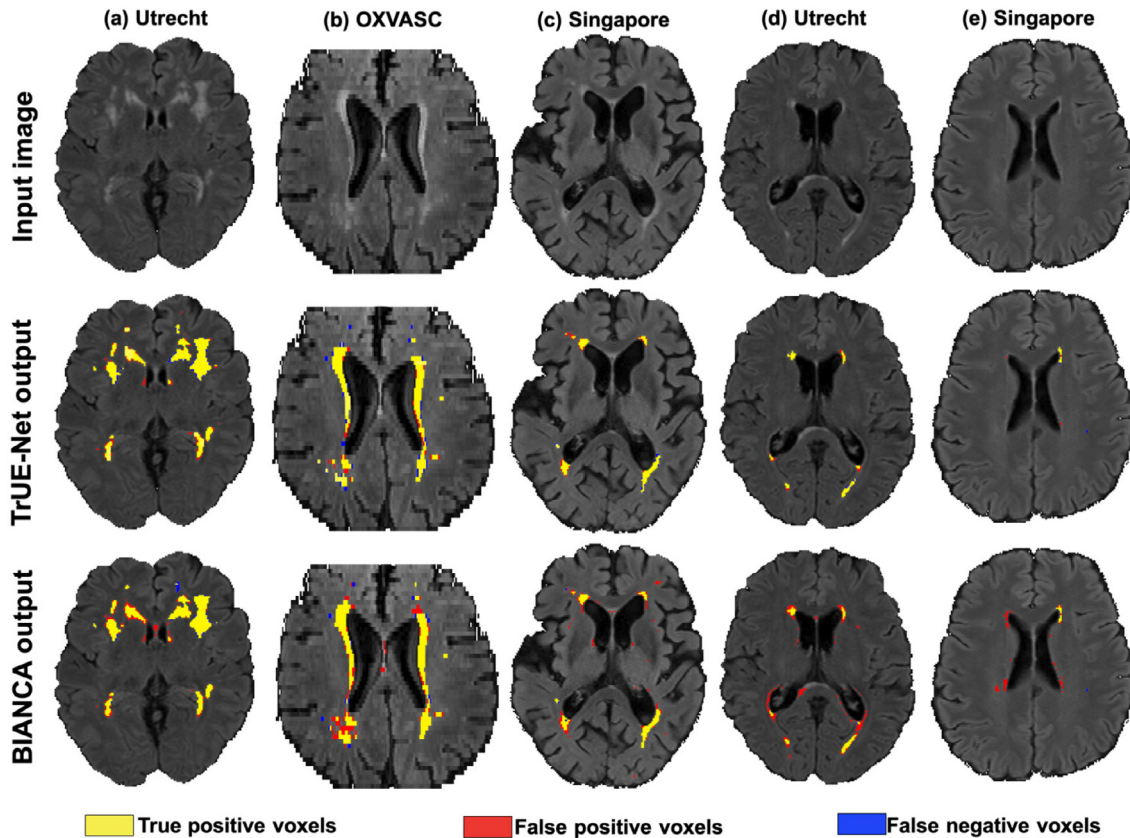 (a) Utrecht
(b) OXVASC
(c) Singapore
(d) Utrecht
(e) Singapore
Input image
TrUE-Net output
BIANCA output
True positive voxels
False positive voxels
False negative voxels